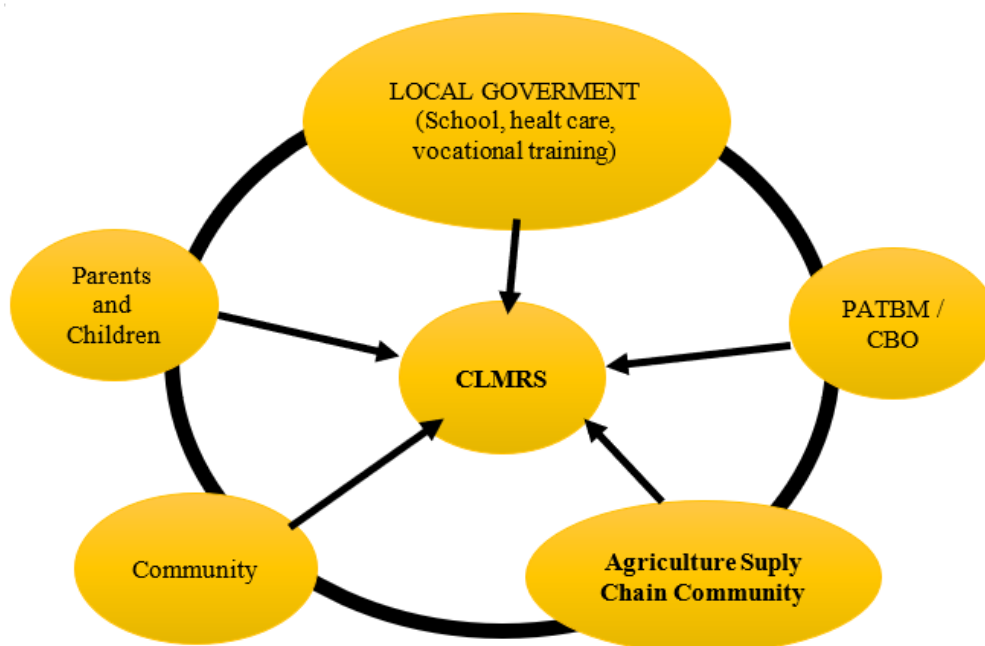 LOCAL GOVERMENT
(School, healt care,
vocational training)
Parents
and
Children
PATBM /
CBO
CLMRS
Community
Agriculture Suply
Chain Community